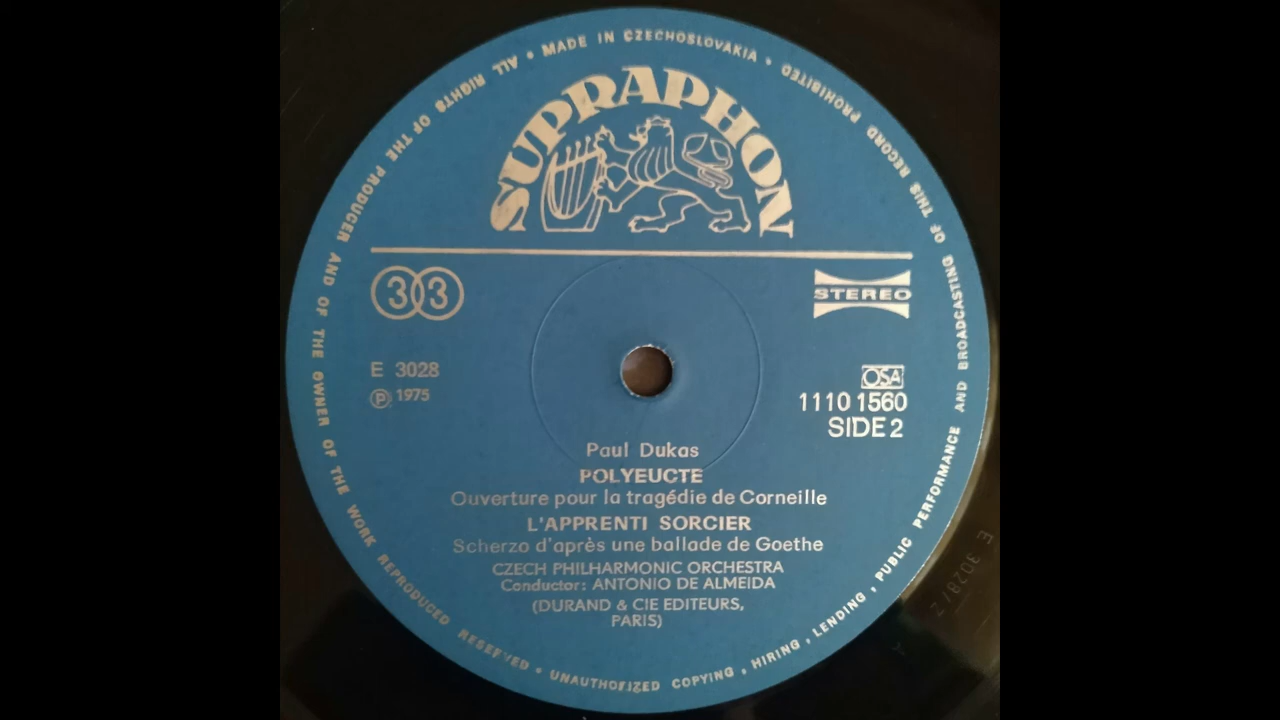 ALL RIGHTS OF THE PRODUCER AND OF THE OWNER OF THE WORK REPRODUCED RESERVED • UNAUTHORIZED COPYING, HIRING, LENDING, PUBLIC PERFORMANCE AND BROADCASTING OF THIS RECORD PROHIBITED • MADE IN CZECHOSLOVAKIA •
SUPRAPHON
33
STEREO
E 3028
Ⓟ 1975
OSA
1110 1560
SIDE 2
Paul Dukas
POLYEUCTE
Ouverture pour la tragédie de Corneille
L'APPRENTI SORCIER
Scherzo d'après une ballade de Goethe
CZECH PHILHARMONIC ORCHESTRA
Conductor: ANTONIO DE ALMEIDA
(DURAND & CIE EDITEURS,
PARIS)
E 3028/2